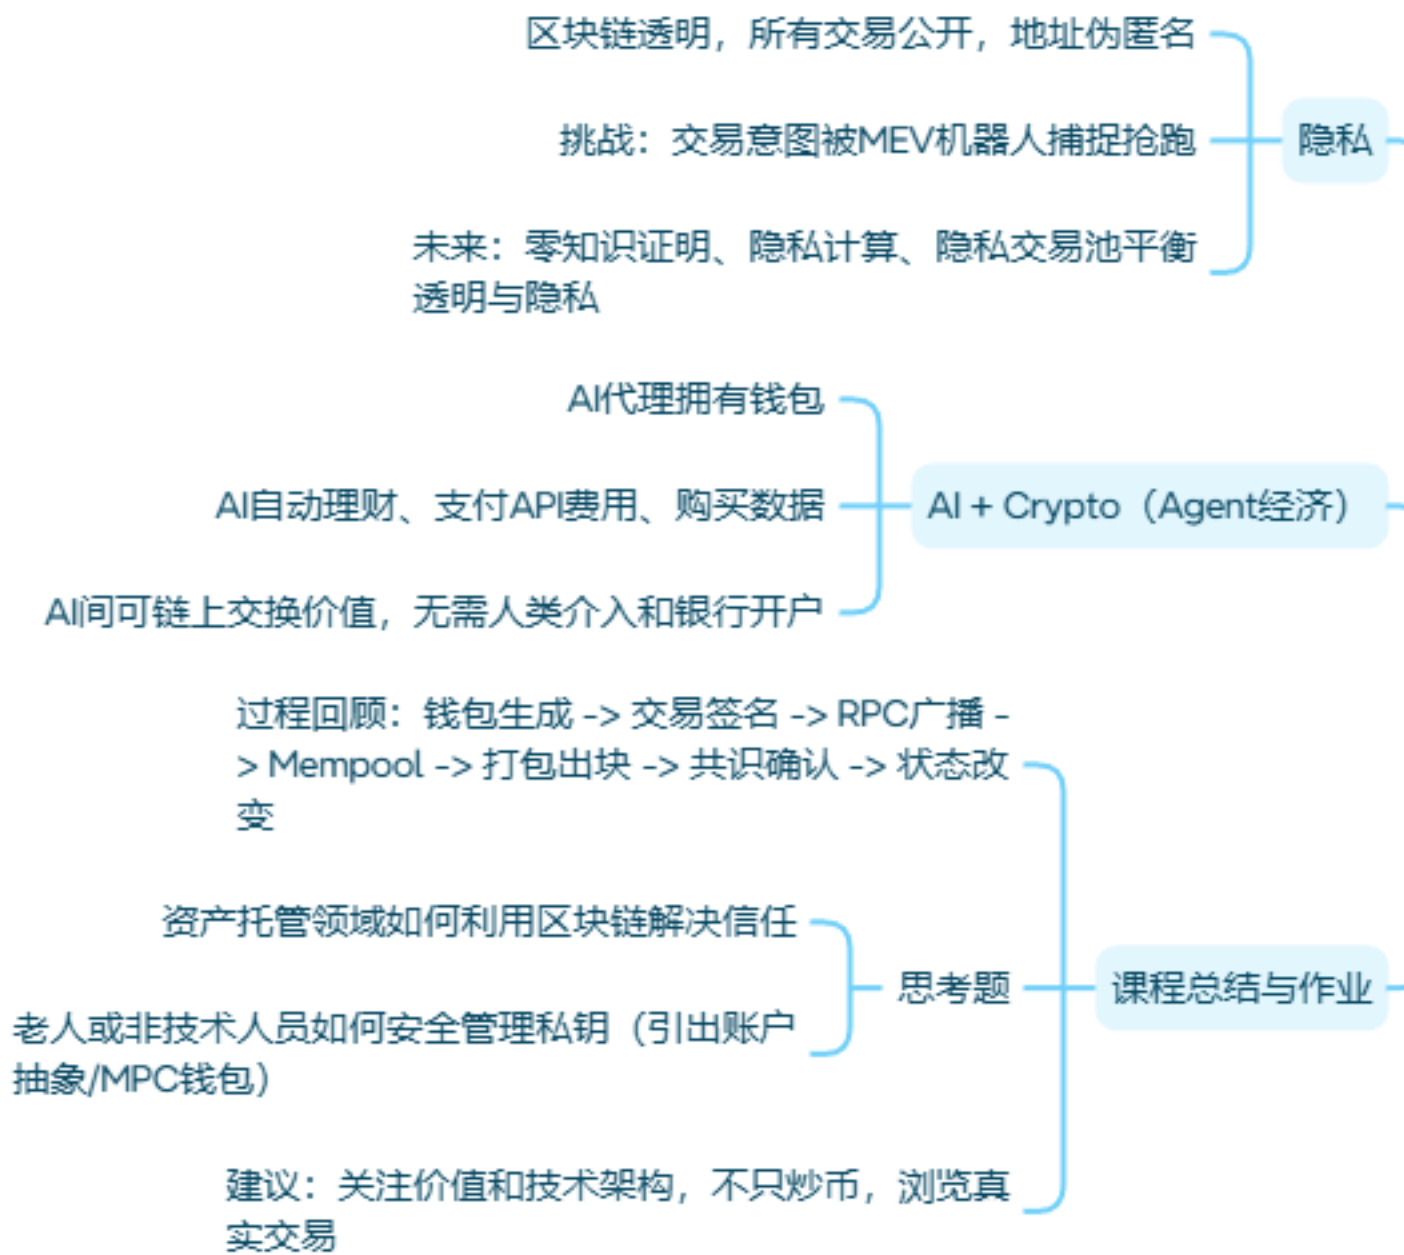 区块链透明，所有交易公开，地址伪匿名
挑战：交易意图被MEV机器人捕捉抢跑
隐私
未来：零知识证明、隐私计算、隐私交易池平衡
透明与隐私
AI代理拥有钱包
AI自动理财、支付API费用、购买数据
AI + Crypto（Agent经济）
AI间可链上交换价值，无需人类介入和银行开户
过程回顾：钱包生成 -> 交易签名 -> RPC广播 -
> Mempool -> 打包出块 -> 共识确认 -> 状态改
变
资产托管领域如何利用区块链解决信任
思考题
课程总结与作业
老人或非技术人员如何安全管理私钥（引出账户
抽象/MPC钱包）
建议：关注价值和技术架构，不只炒币，浏览真
实交易